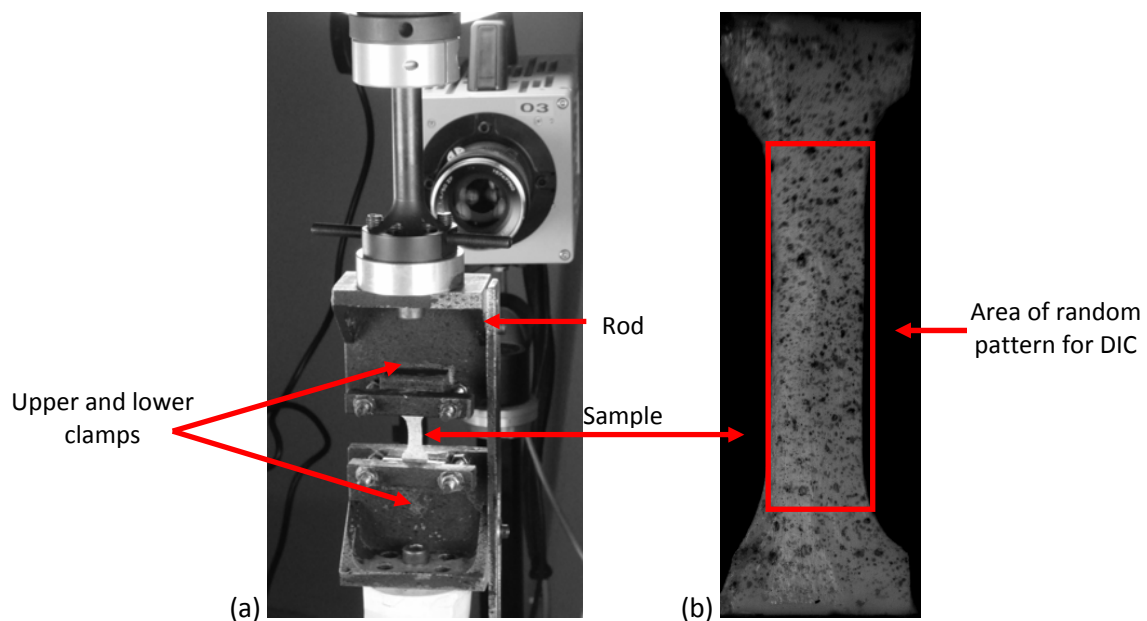 03
Rod
Area of random
pattern for DIC
Upper and lower
clamps
Sample
(a)
(b)